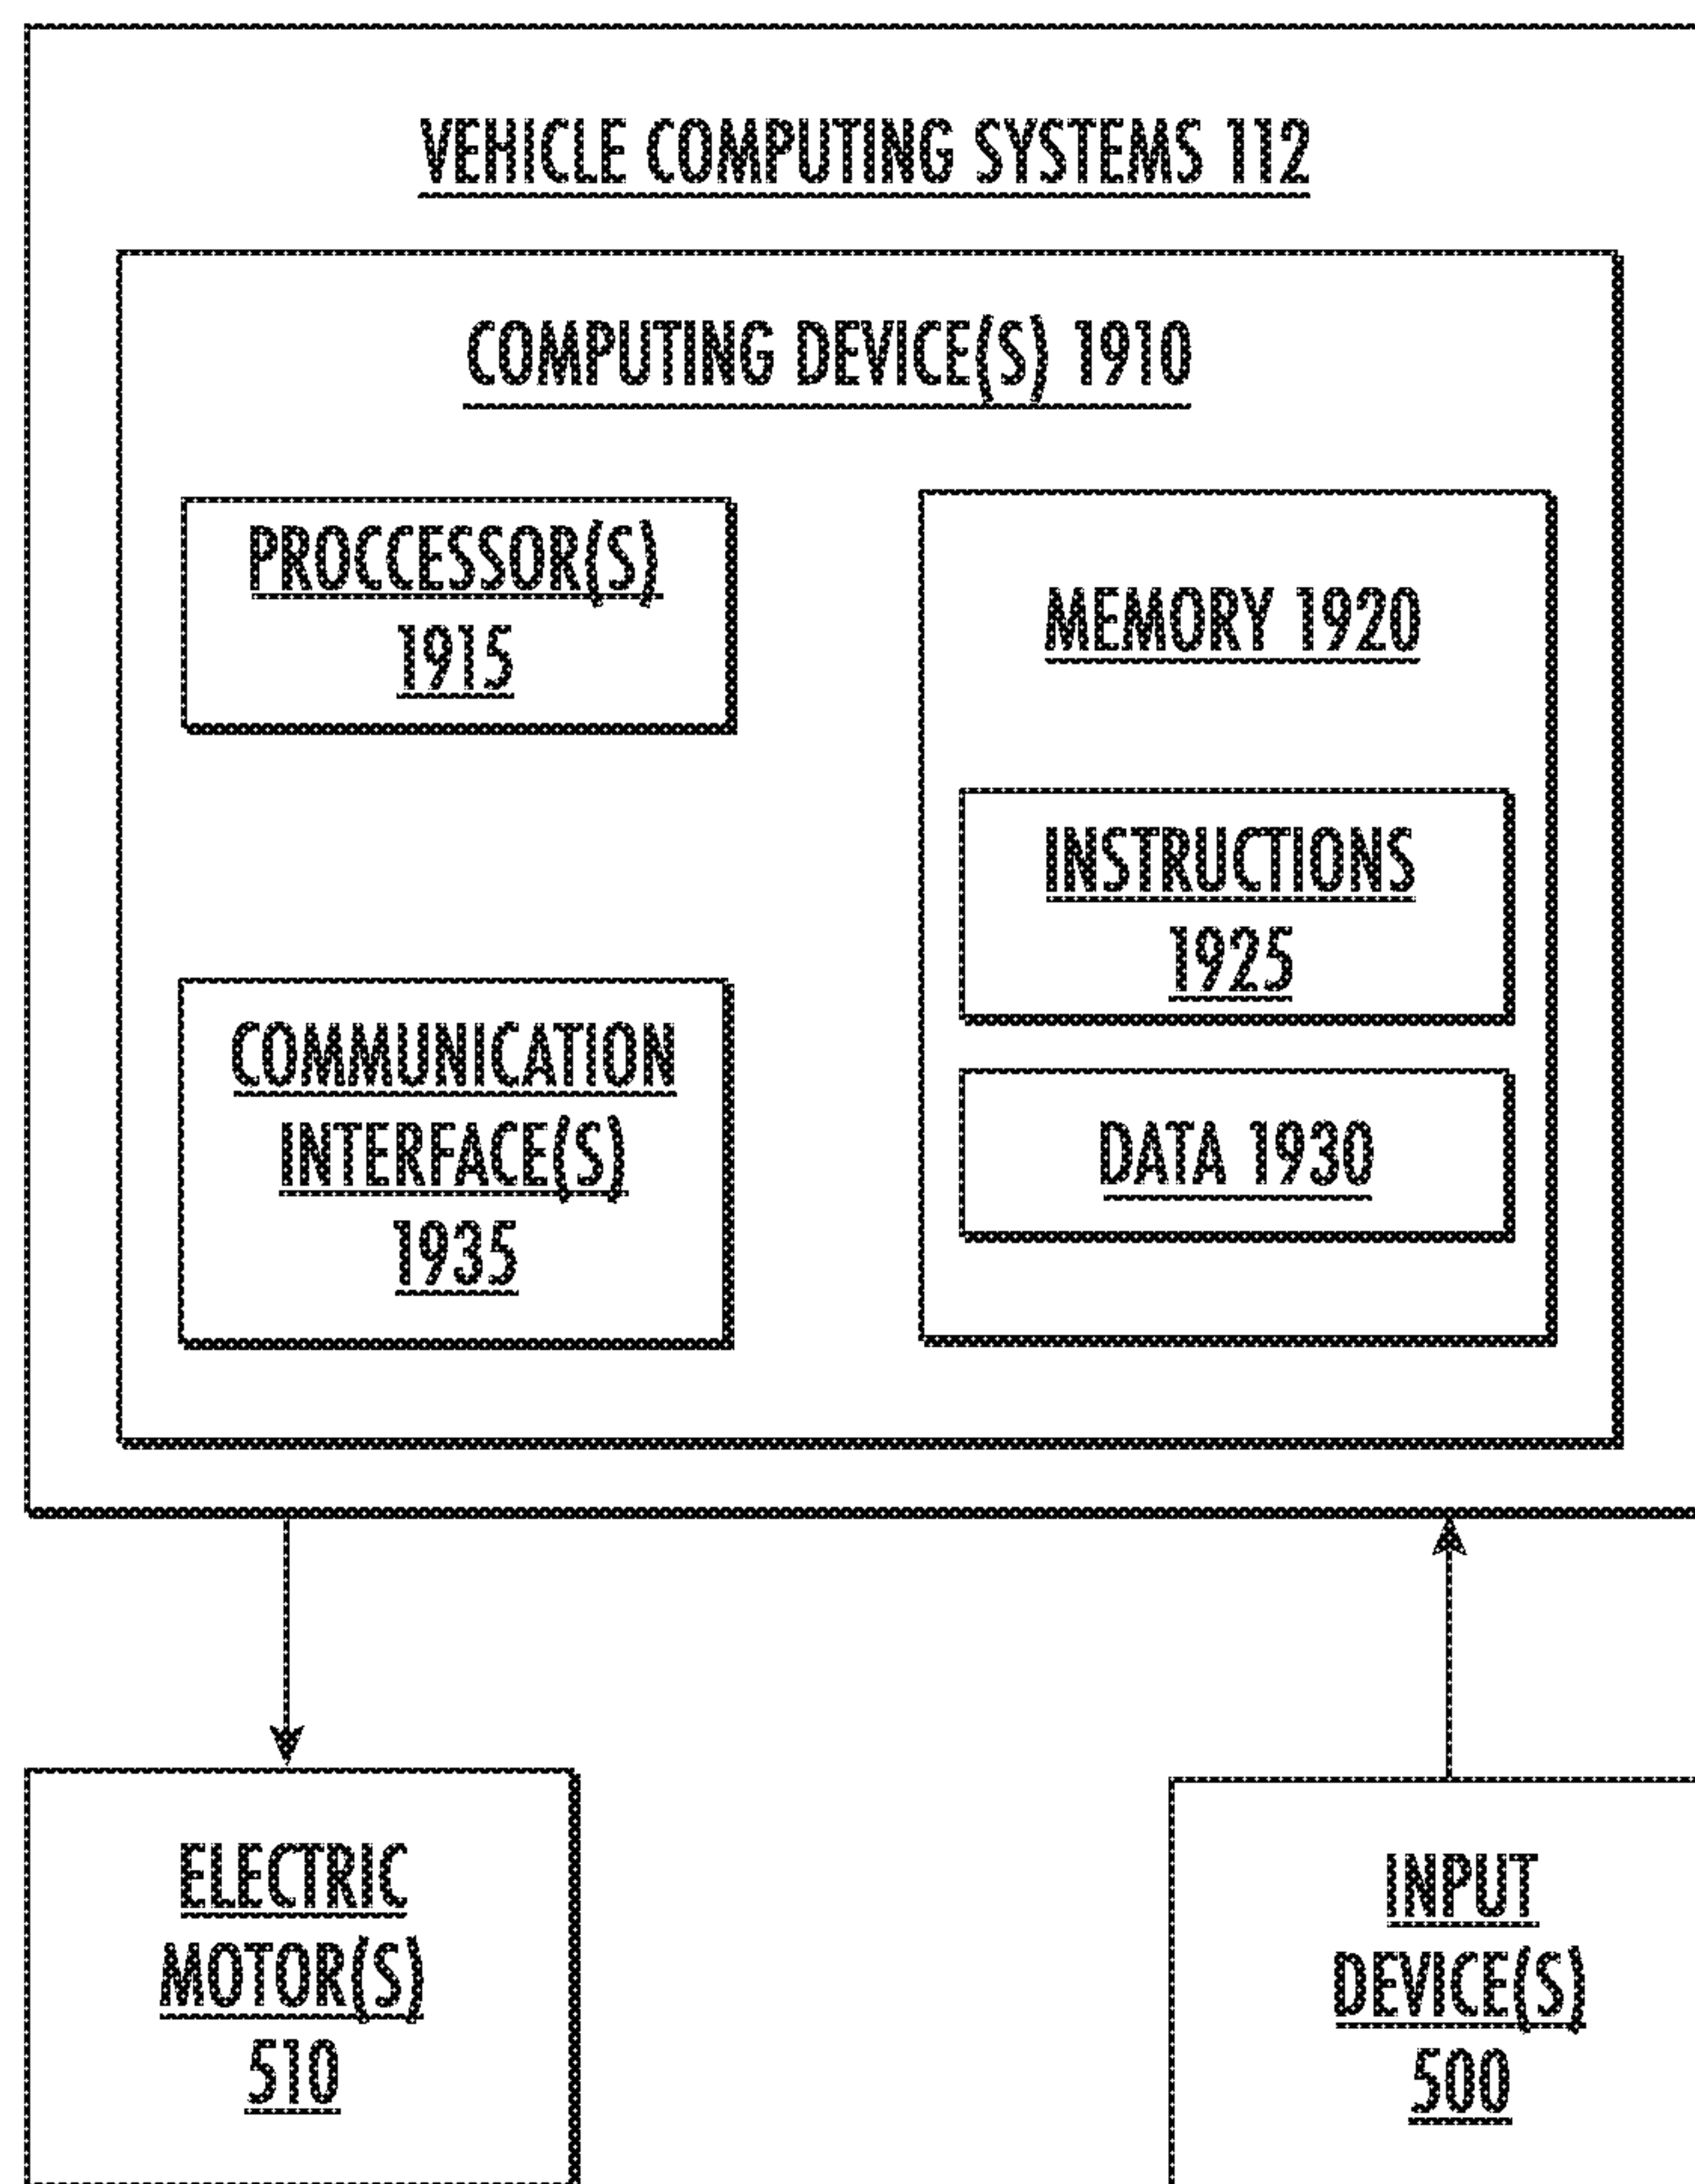 VEHICLE COMPUTING SYSTEMS 112
COMPUTING DEVICE(S) 1910
PROCCESSOR(S)
1915
MEMORY 1920
INSTRUCTIONS
1925
DATA 1930
COMMUNICATION
INTERFACE(S)
1935
ELECTRIC
MOTOR(S)
510
INPUT
DEVICE(S)
500